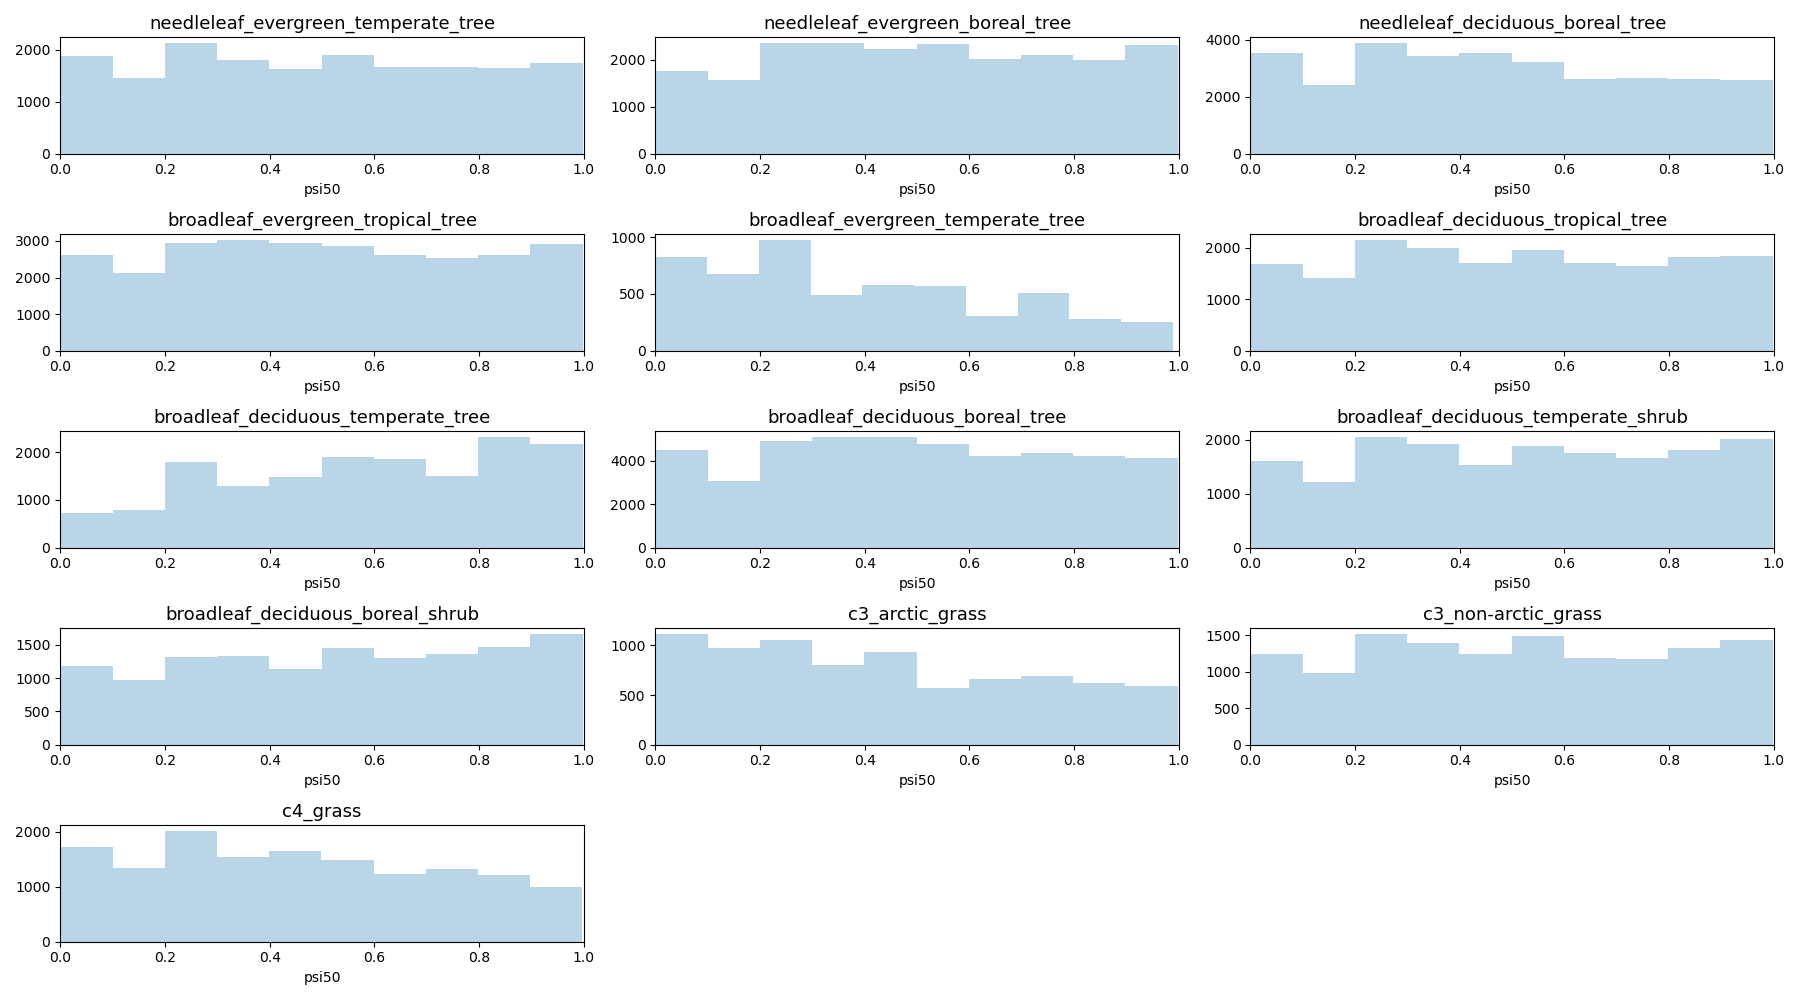 needleleaf_evergreen_temperate_tree
2000
1000
0
0.0 0.2 0.4 0.6 0.8 1.0
psi50
needleleaf_evergreen_boreal_tree
2000
1000
0
0.0 0.2 0.4 0.6 0.8 1.0
psi50
needleleaf_deciduous_boreal_tree
4000
2000
0
0.0 0.2 0.4 0.6 0.8 1.0
psi50
broadleaf_evergreen_tropical_tree
3000
2000
1000
0
0.0 0.2 0.4 0.6 0.8 1.0
psi50
broadleaf_evergreen_temperate_tree
1000
500
0
0.0 0.2 0.4 0.6 0.8 1.0
psi50
broadleaf_deciduous_tropical_tree
2000
1000
0
0.0 0.2 0.4 0.6 0.8 1.0
psi50
broadleaf_deciduous_temperate_tree
2000
1000
0
0.0 0.2 0.4 0.6 0.8 1.0
psi50
broadleaf_deciduous_boreal_tree
4000
2000
0
0.0 0.2 0.4 0.6 0.8 1.0
psi50
broadleaf_deciduous_temperate_shrub
2000
1000
0
0.0 0.2 0.4 0.6 0.8 1.0
psi50
broadleaf_deciduous_boreal_shrub
1500
1000
500
0
0.0 0.2 0.4 0.6 0.8 1.0
psi50
c3_arctic_grass
1000
500
0
0.0 0.2 0.4 0.6 0.8 1.0
psi50
c3_non-arctic_grass
1500
1000
500
0
0.0 0.2 0.4 0.6 0.8 1.0
psi50
c4_grass
2000
1000
0
0.0 0.2 0.4 0.6 0.8 1.0
psi50